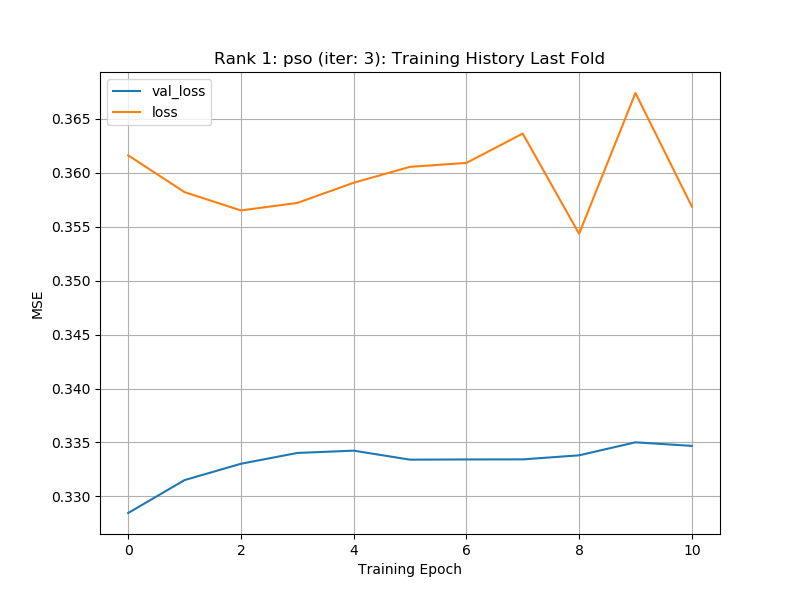 Rank 1: pso (iter: 3): Training History Last Fold
val_loss
loss
0.365
0.360
0.355
0.350
0.345
0.340
0.335
0.330
MSE
0 2 4 6 8 10
Training Epoch